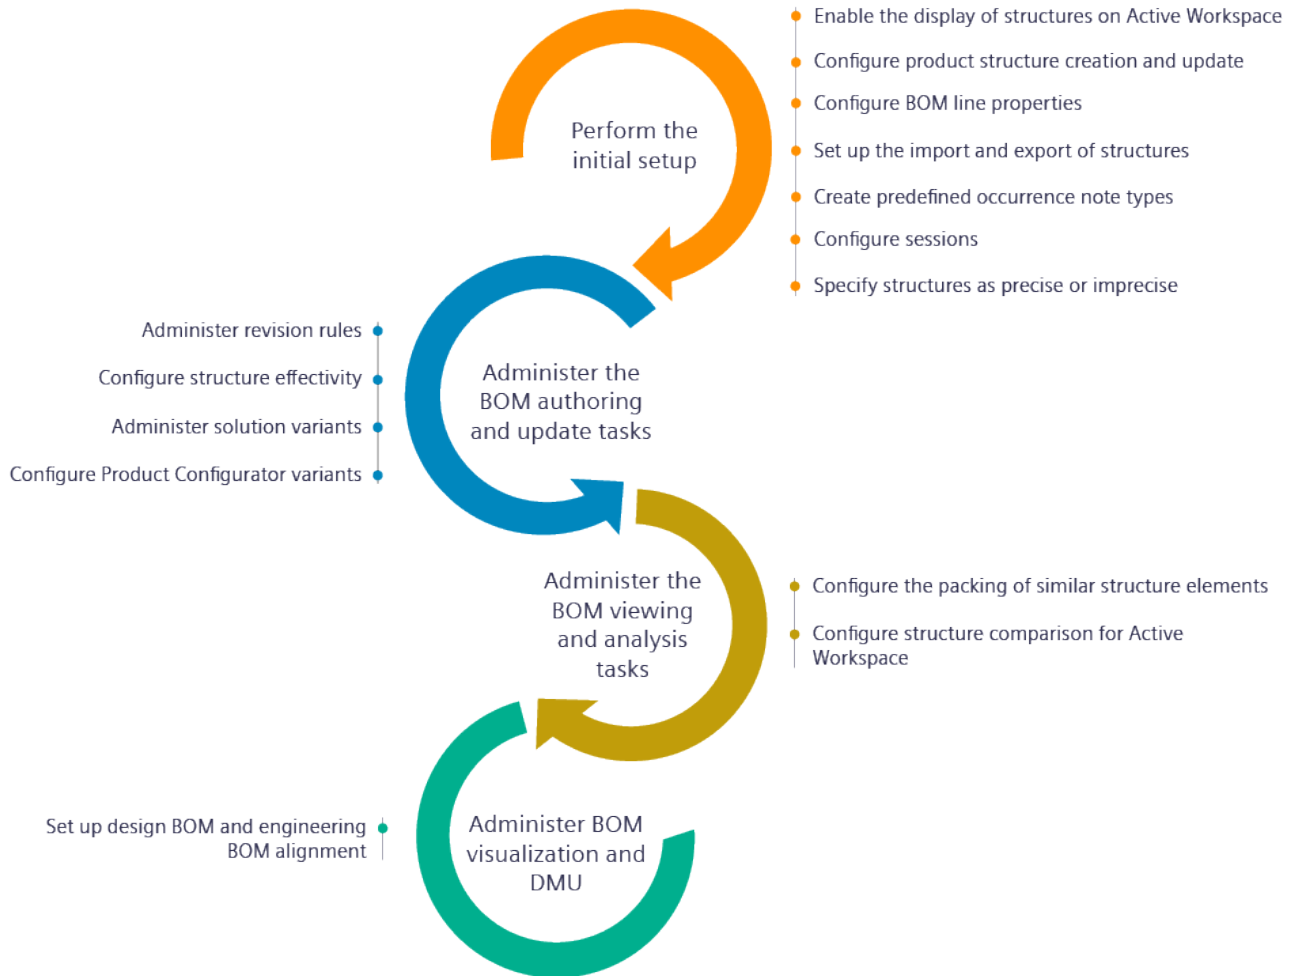 Perform the
initial setup
Enable the display of structures on Active Workspace
Configure product structure creation and update
Configure BOM line properties
Set up the import and export of structures
Create predefined occurrence note types
Configure sessions
Specify structures as precise or imprecise
Administer the
BOM authoring
and update tasks
Administer revision rules
Configure structure effectivity
Administer solution variants
Configure Product Configurator variants
Administer the
BOM viewing
and analysis
tasks
Configure the packing of similar structure elements
Configure structure comparison for Active
Workspace
Administer BOM
visualization and
DMU
Set up design BOM and engineering
BOM alignment